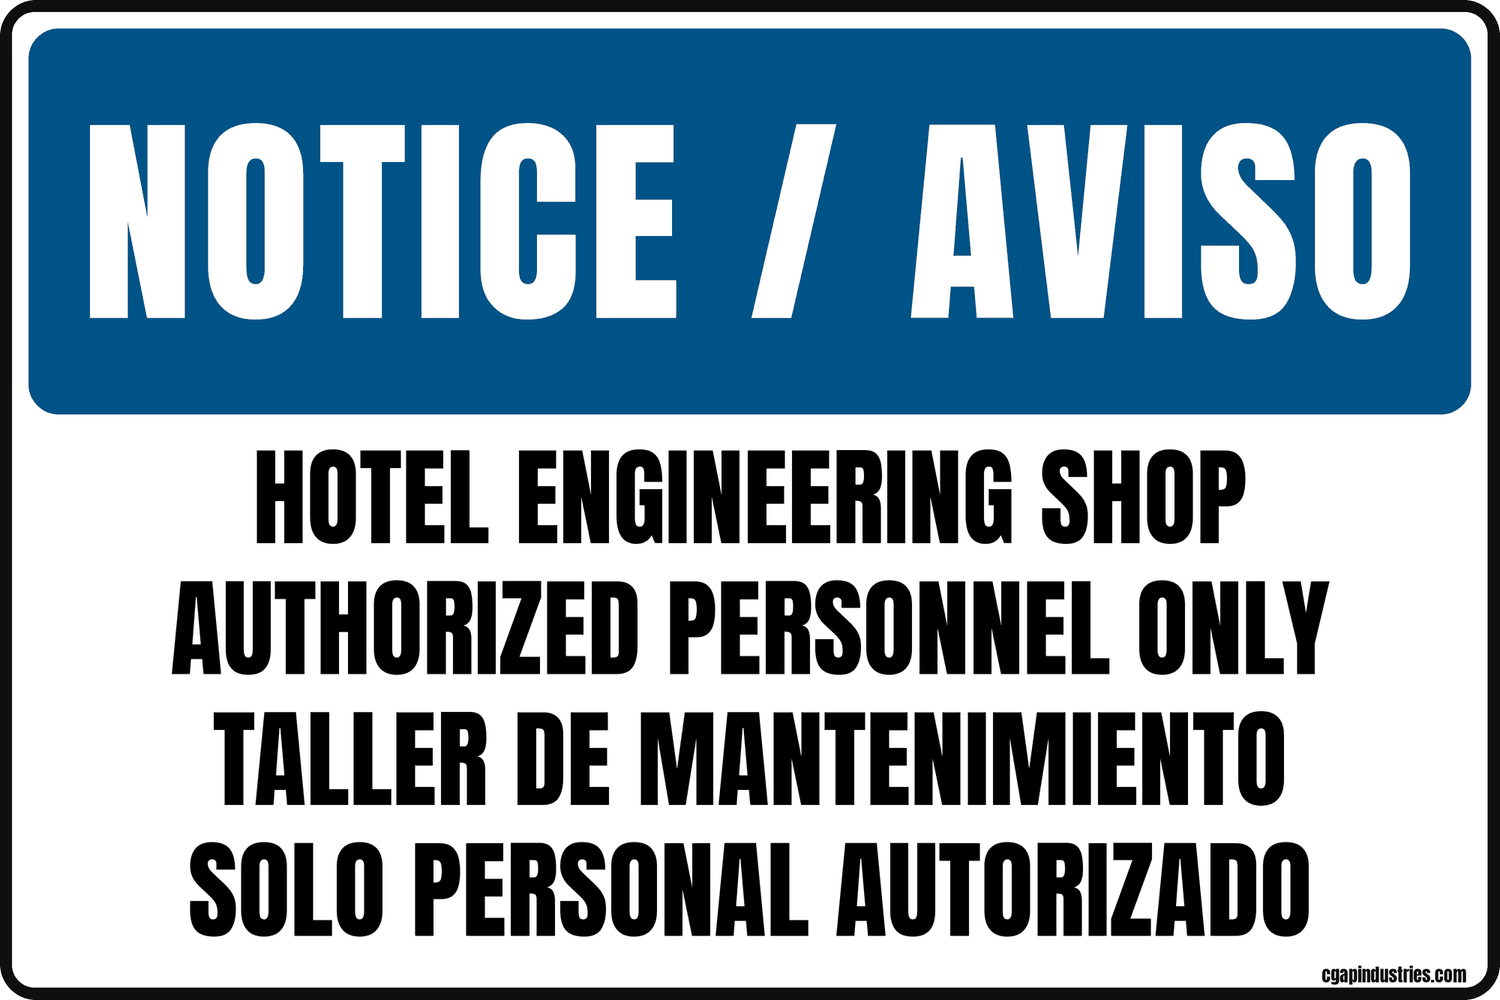 NOTICE / AVISO
HOTEL ENGINEERING SHOP
AUTHORIZED PERSONNEL ONLY
TALLER DE MANTENIMIENTO
SOLO PERSONAL AUTORIZADO
cgapindustries.com